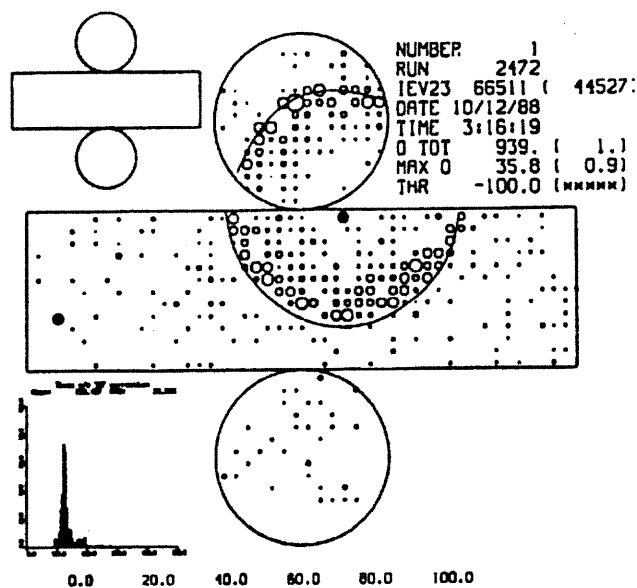 NUMBER 1
RUN 2472
IEV23 66511 ( 44527)
DATE 10/12/88
TIME 3:16:19
Q TOT 939. ( 1.)
MAX Q 35.8 ( 0.9)
THR -100.0 (*****)
0.0 20.0 40.0 60.0 80.0 100.0